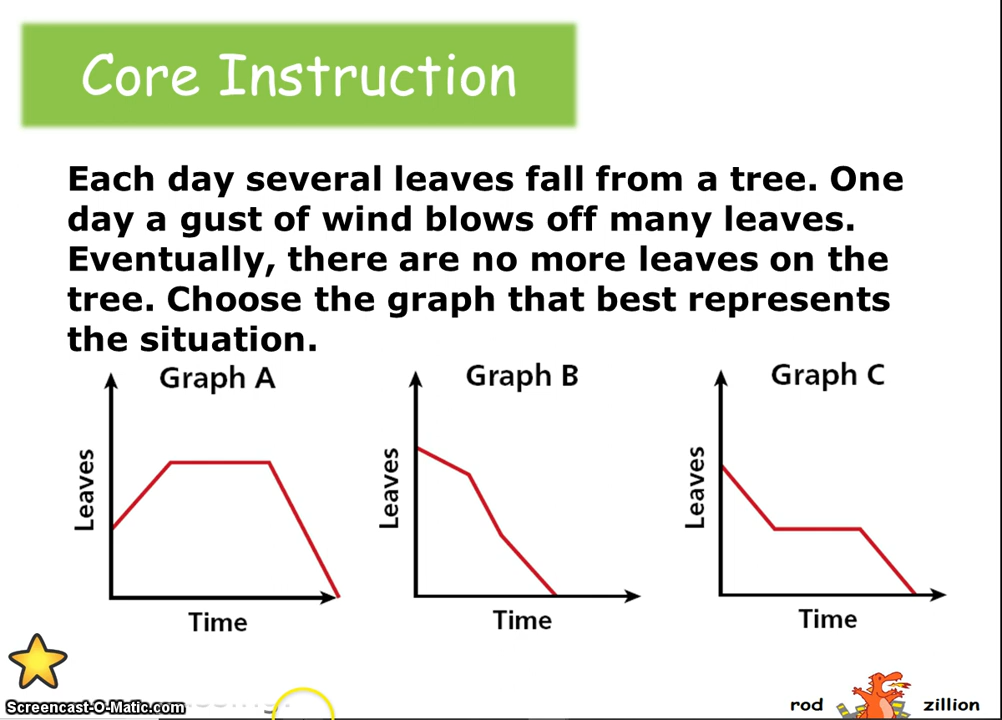 Core Instruction
Each day several leaves fall from a tree. One
day a gust of wind blows off many leaves.
Eventually, there are no more leaves on the
tree. Choose the graph that best represents
the situation.
Graph A
Leaves
Time
Graph B
Leaves
Time
Graph C
Leaves
Time
Screencast-O-Matic.com
rod zillion